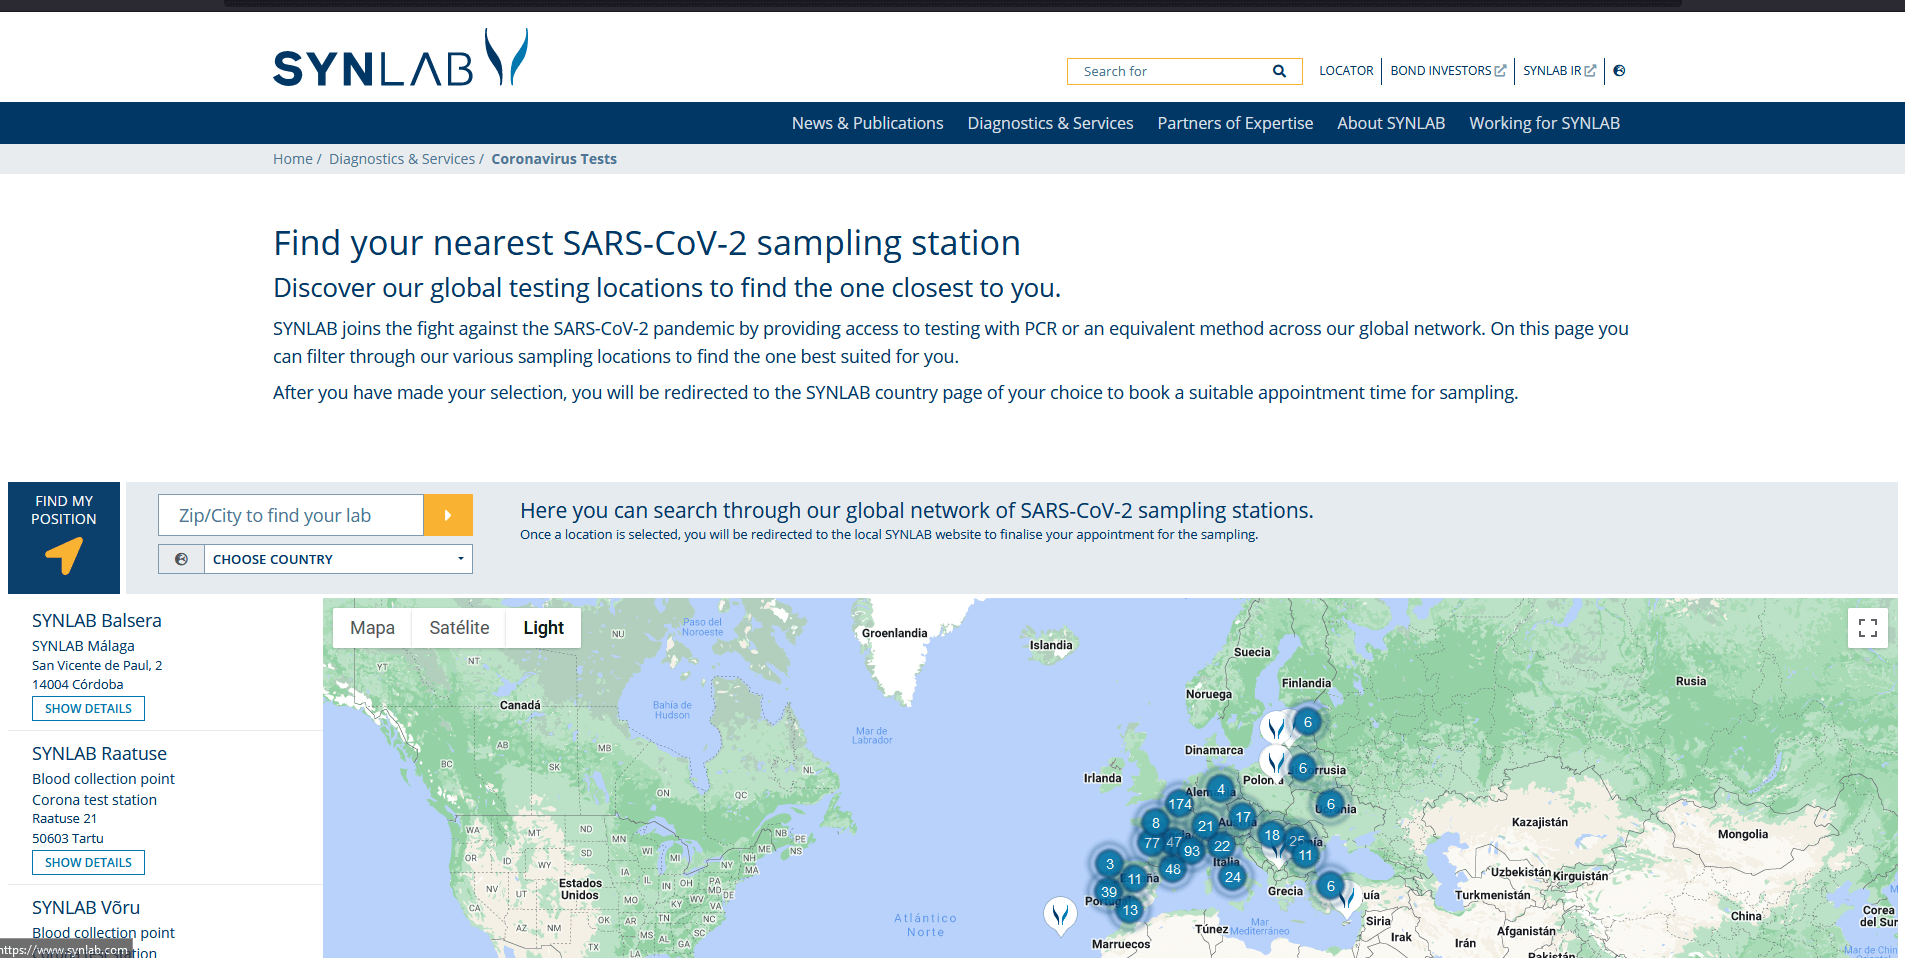 SYNLAB
Search for
LOCATOR
BOND INVESTORS
SYNLAB IR
News & Publications
Diagnostics & Services
Partners of Expertise
About SYNLAB
Working for SYNLAB
Home / Diagnostics & Services / Coronavirus Tests
Find your nearest SARS-CoV-2 sampling station
Discover our global testing locations to find the one closest to you.
SYNLAB joins the fight against the SARS-CoV-2 pandemic by providing access to testing with PCR or an equivalent method across our global network. On this page you
can filter through our various sampling locations to find the one best suited for you.
After you have made your selection, you will be redirected to the SYNLAB country page of your choice to book a suitable appointment time for sampling.
FIND MY
POSITION
Zip/City to find your lab
CHOOSE COUNTRY
Here you can search through our global network of SARS-CoV-2 sampling stations.
Once a location is selected, you will be redirected to the local SYNLAB website to finalise your appointment for the sampling.
SYNLAB Balsera
SYNLAB Málaga
San Vicente de Paul, 2
14004 Córdoba
SHOW DETAILS
SYNLAB Raatuse
Blood collection point
Corona test station
Raatuse 21
50603 Tartu
SHOW DETAILS
SYNLAB Võru
Blood collection point
https://www.synlab.com
Mapa
Satélite
Light
Paso del
Noroeste
NU
YT
NT
Groenlandia
Islandia
Suecia
Finlandia
Noruega
Rusia
Canadá
Bahía de
Hudson
Mar de
Labrador
AB
MB
BC
SK
NL
ON
QC
Dinamarca
Irlanda
6
6
4
174
6
8
21
17
77
47
93
22
18
25
11
3
11
48
24
39
13
6
Italia
Grecia
Kazajistán
Mongolia
Uzbekistán
Kirguistán
Turkmenistán
China
Corea
del Sur
WA
MT
ND
MN
NB
PE
NS
OR
ID
SD
WI
MI
VT
NH
ME
NY
MA
WY
IA
NE
IL
IN
OH
PA
MD
DE
NV
UT
CO
KS
MO
KY
WV
VA
Estados
Unidos
CA
AZ
NM
OK
AR
TN
NC
SC
MS
AL
GA
TX
LA
Atlántico
Norte
Marruecos
Túnez
Mar
Mediterráneo
Siria
Irak
Irán
Afganistán
Pakistán